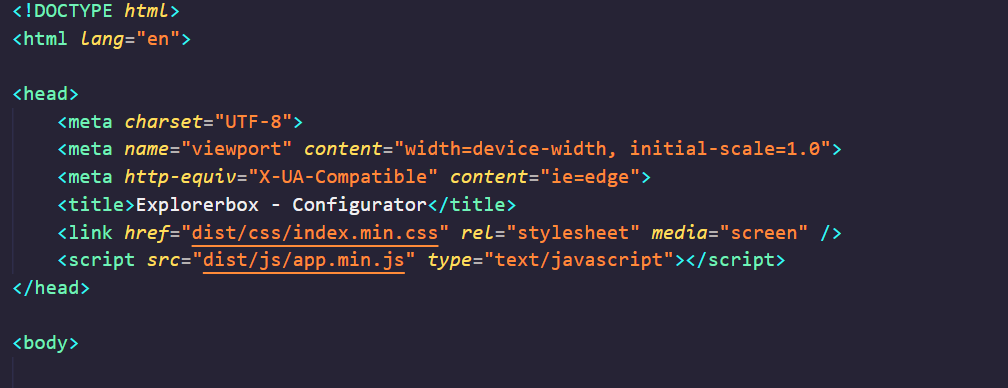 <!DOCTYPE html>
<html lang="en">
<head>
<meta charset="UTF-8">
<meta name="viewport" content="width=device-width, initial-scale=1.0">
<meta http-equiv="X-UA-Compatible" content="ie=edge">
<title>Explorerbox - Configurator</title>
<link href="dist/css/index.min.css" rel="stylesheet" media="screen" />
<script src="dist/js/app.min.js" type="text/javascript"></script>
</head>
<body>